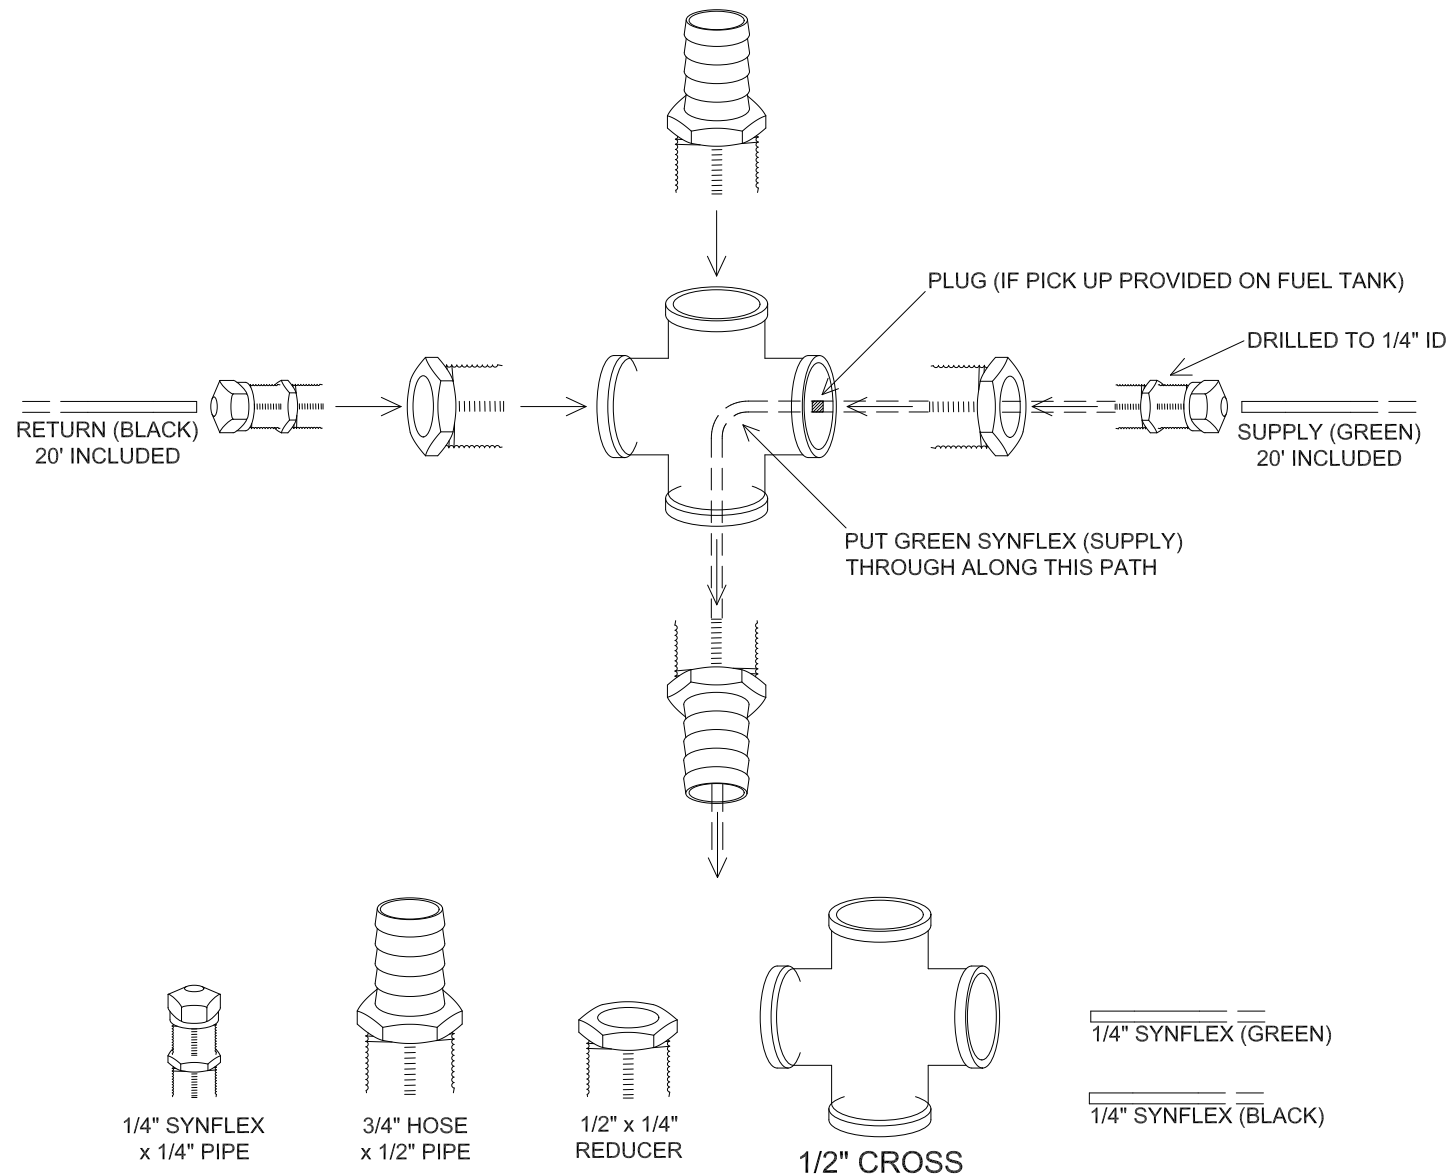 PLUG (IF PICK UP PROVIDED ON FUEL TANK)
DRILLED TO 1/4" ID
RETURN (BLACK)
20' INCLUDED
SUPPLY (GREEN)
20' INCLUDED
PUT GREEN SYNFLEX (SUPPLY)
THROUGH ALONG THIS PATH
1/4" SYNFLEX
x 1/4" PIPE
3/4" HOSE
x 1/2" PIPE
1/2" x 1/4"
REDUCER
1/2" CROSS
1/4" SYNFLEX (GREEN)
1/4" SYNFLEX (BLACK)